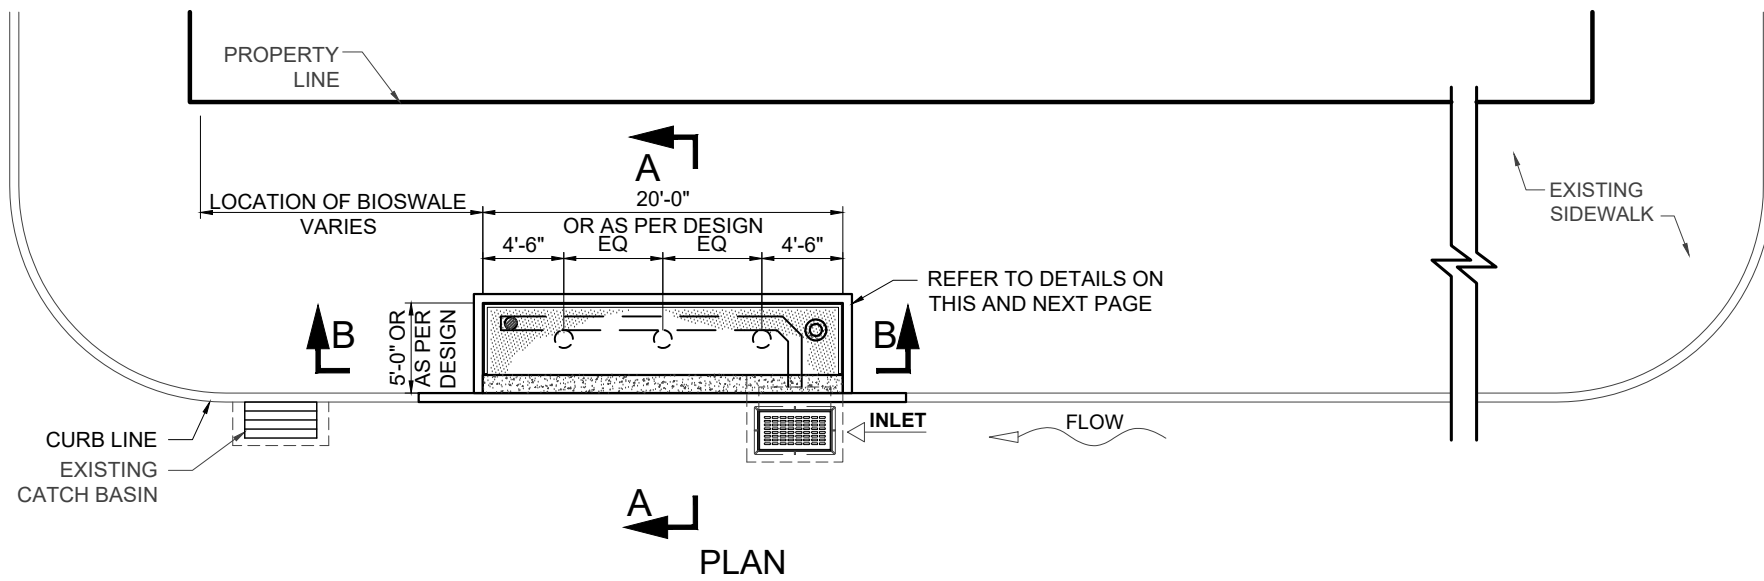 PROPERTY
LINE
A
LOCATION OF BIOSWALE
VARIES
20'-0"
OR AS PER DESIGN
4'-6"
EQ
EQ
4'-6"
EXISTING
SIDEWALK
REFER TO DETAILS ON
THIS AND NEXT PAGE
B
5'-0" OR
AS PER
DESIGN
B
INLET
FLOW
CURB LINE
EXISTING
CATCH BASIN
A
PLAN